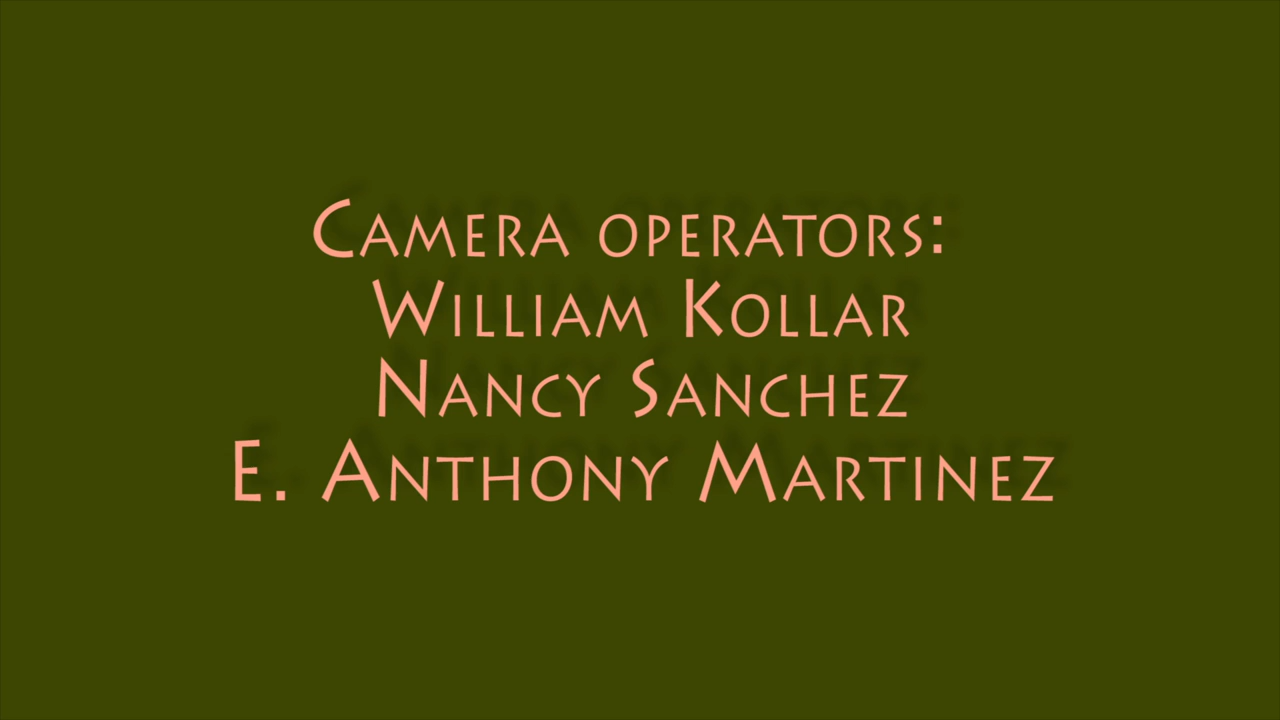 Camera operators:
William Kollar
Nancy Sanchez
E. Anthony Martinez